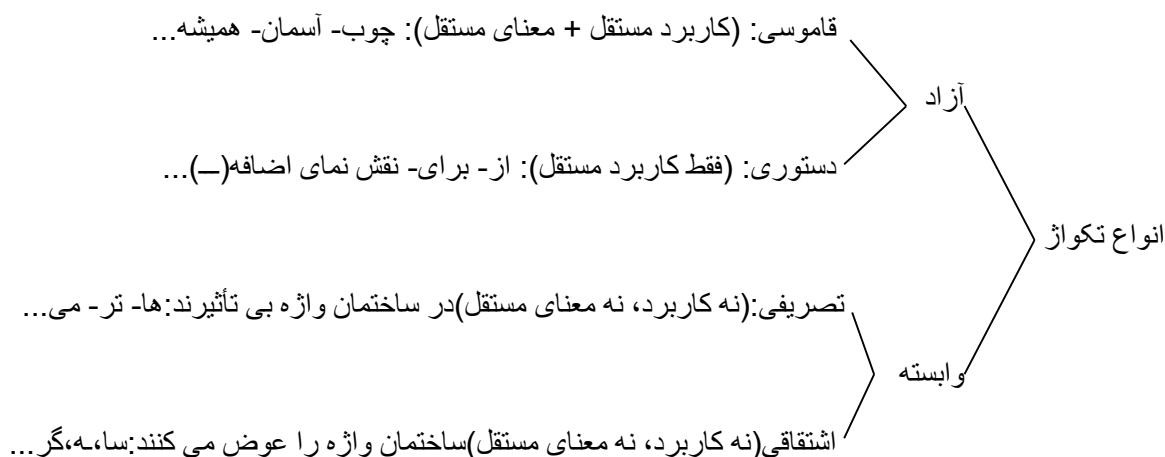 قاموسی: (کاربرد مستقل + معنای مستقل): چوب- آسمان- همیشه...
آزاد
دستوری: (فقط کاربرد مستقل): از- برای- نقش نمای اضافه(ــ)...
انواع تکواژ
تصریفی:(نه کاربرد، نه معنای مستقل)در ساختمان واژه بی تأثیرند:ها- تر- می...
وابسته
اشتقاقی(نه کاربرد، نه معنای مستقل)ساختمان واژه را عوض می کنند:سا،ـه،گر...